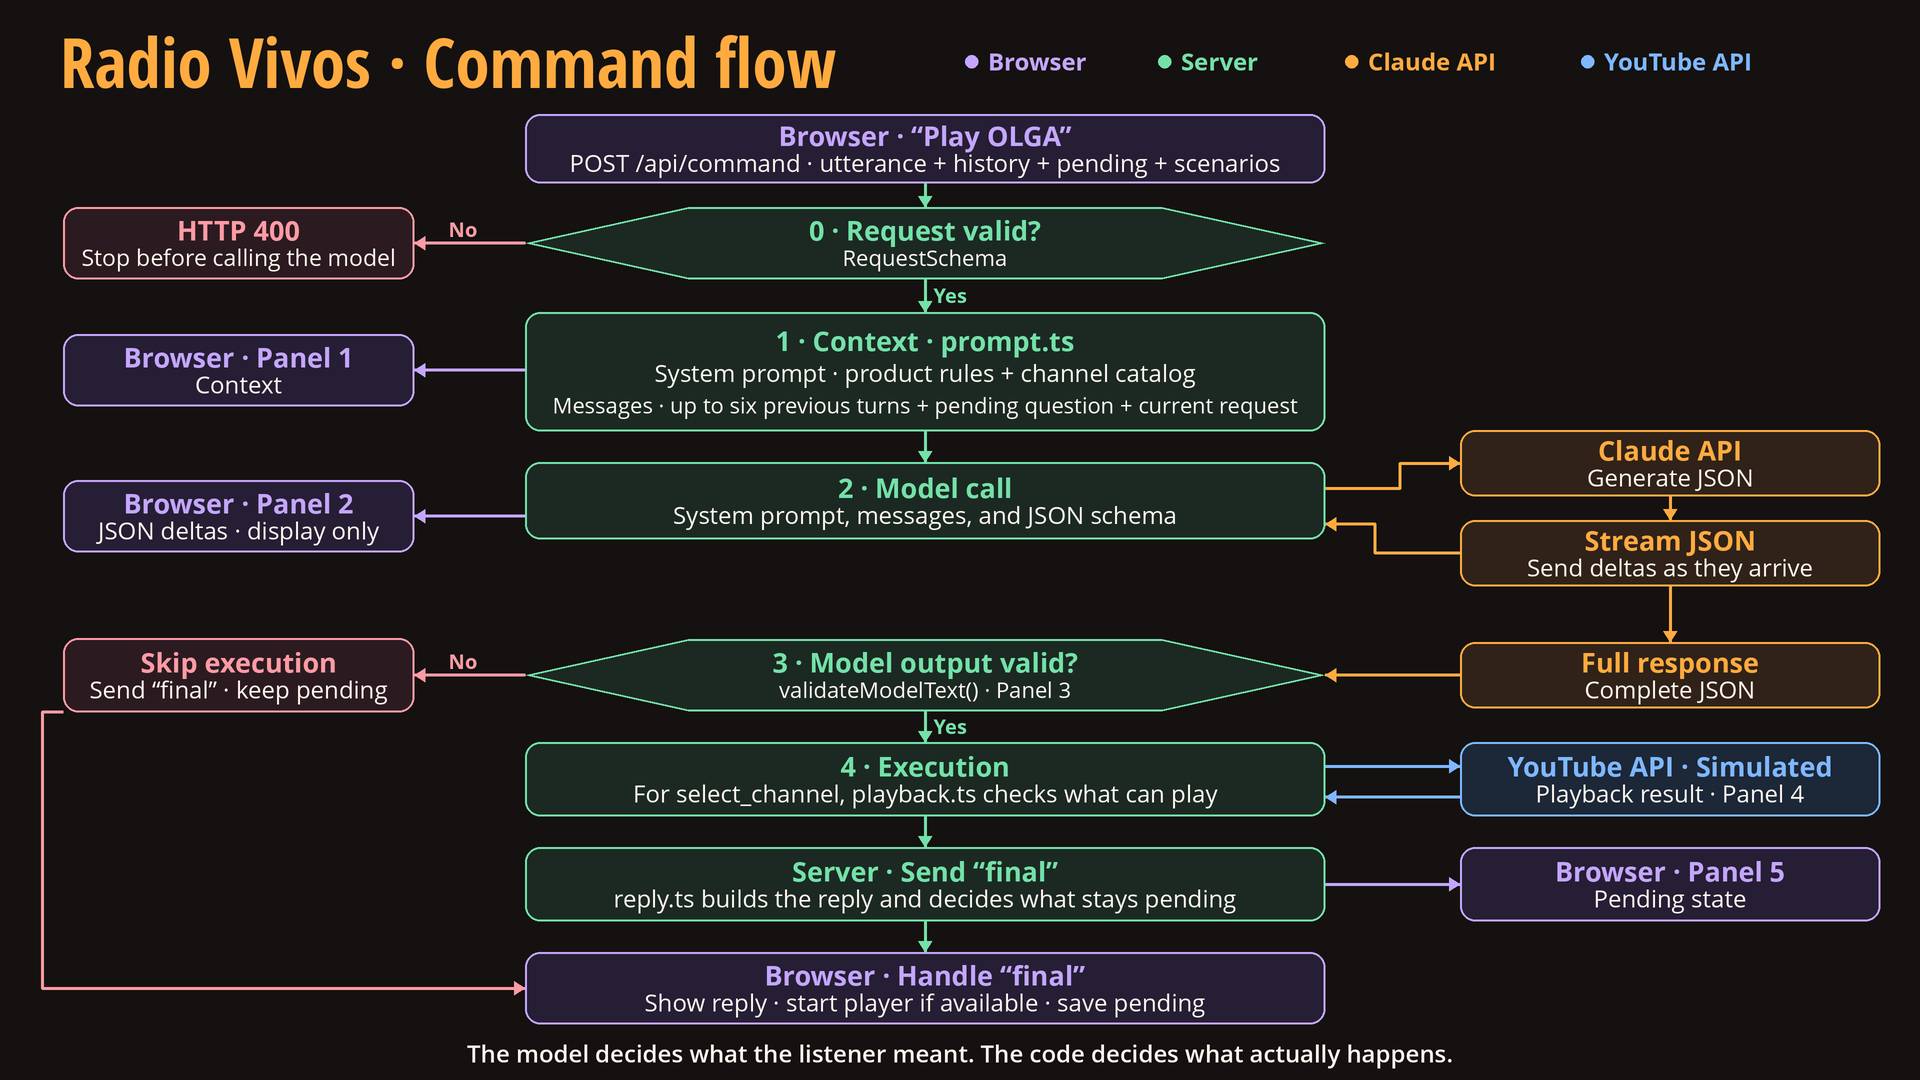 Radio Vivos · Command flow
Browser
Server
Claude API
YouTube API
Browser · “Play OLGA”
POST /api/command · utterance + history + pending + scenarios
HTTP 400
Stop before calling the model
No
0 · Request valid?
RequestSchema
Yes
Browser · Panel 1
Context
1 · Context · prompt.ts
System prompt · product rules + channel catalog
Messages · up to six previous turns + pending question + current request
Browser · Panel 2
JSON deltas · display only
2 · Model call
System prompt, messages, and JSON schema
Claude API
Generate JSON
Stream JSON
Send deltas as they arrive
Skip execution
Send “final” · keep pending
No
3 · Model output valid?
validateModelText() · Panel 3
Full response
Complete JSON
Yes
4 · Execution
For select_channel, playback.ts checks what can play
YouTube API · Simulated
Playback result · Panel 4
Server · Send “final”
reply.ts builds the reply and decides what stays pending
Browser · Panel 5
Pending state
Browser · Handle “final”
Show reply · start player if available · save pending
The model decides what the listener meant. The code decides what actually happens.